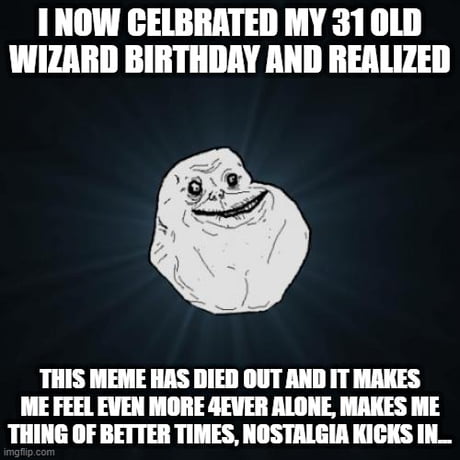 I NOW CELBRATED MY 31 OLD
WIZARD BIRTHDAY AND REALIZED
THIS MEME HAS DIED OUT AND IT MAKES
ME FEEL EVEN MORE 4EVER ALONE, MAKES ME
THING OF BETTER TIMES, NOSTALGIA KICKS IN...
imgflip.com